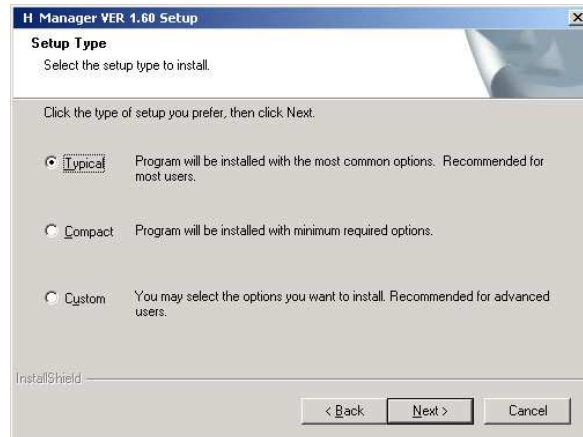 H Manager VER 1.60 Setup
Setup Type
Select the setup type to install.
Click the type of setup you prefer, then click Next.
Typical
Program will be installed with the most common options. Recommended for
most users.
Compact
Program will be installed with minimum required options.
Custom
You may select the options you want to install. Recommended for advanced
users.
InstallShield
< Back
Next >
Cancel